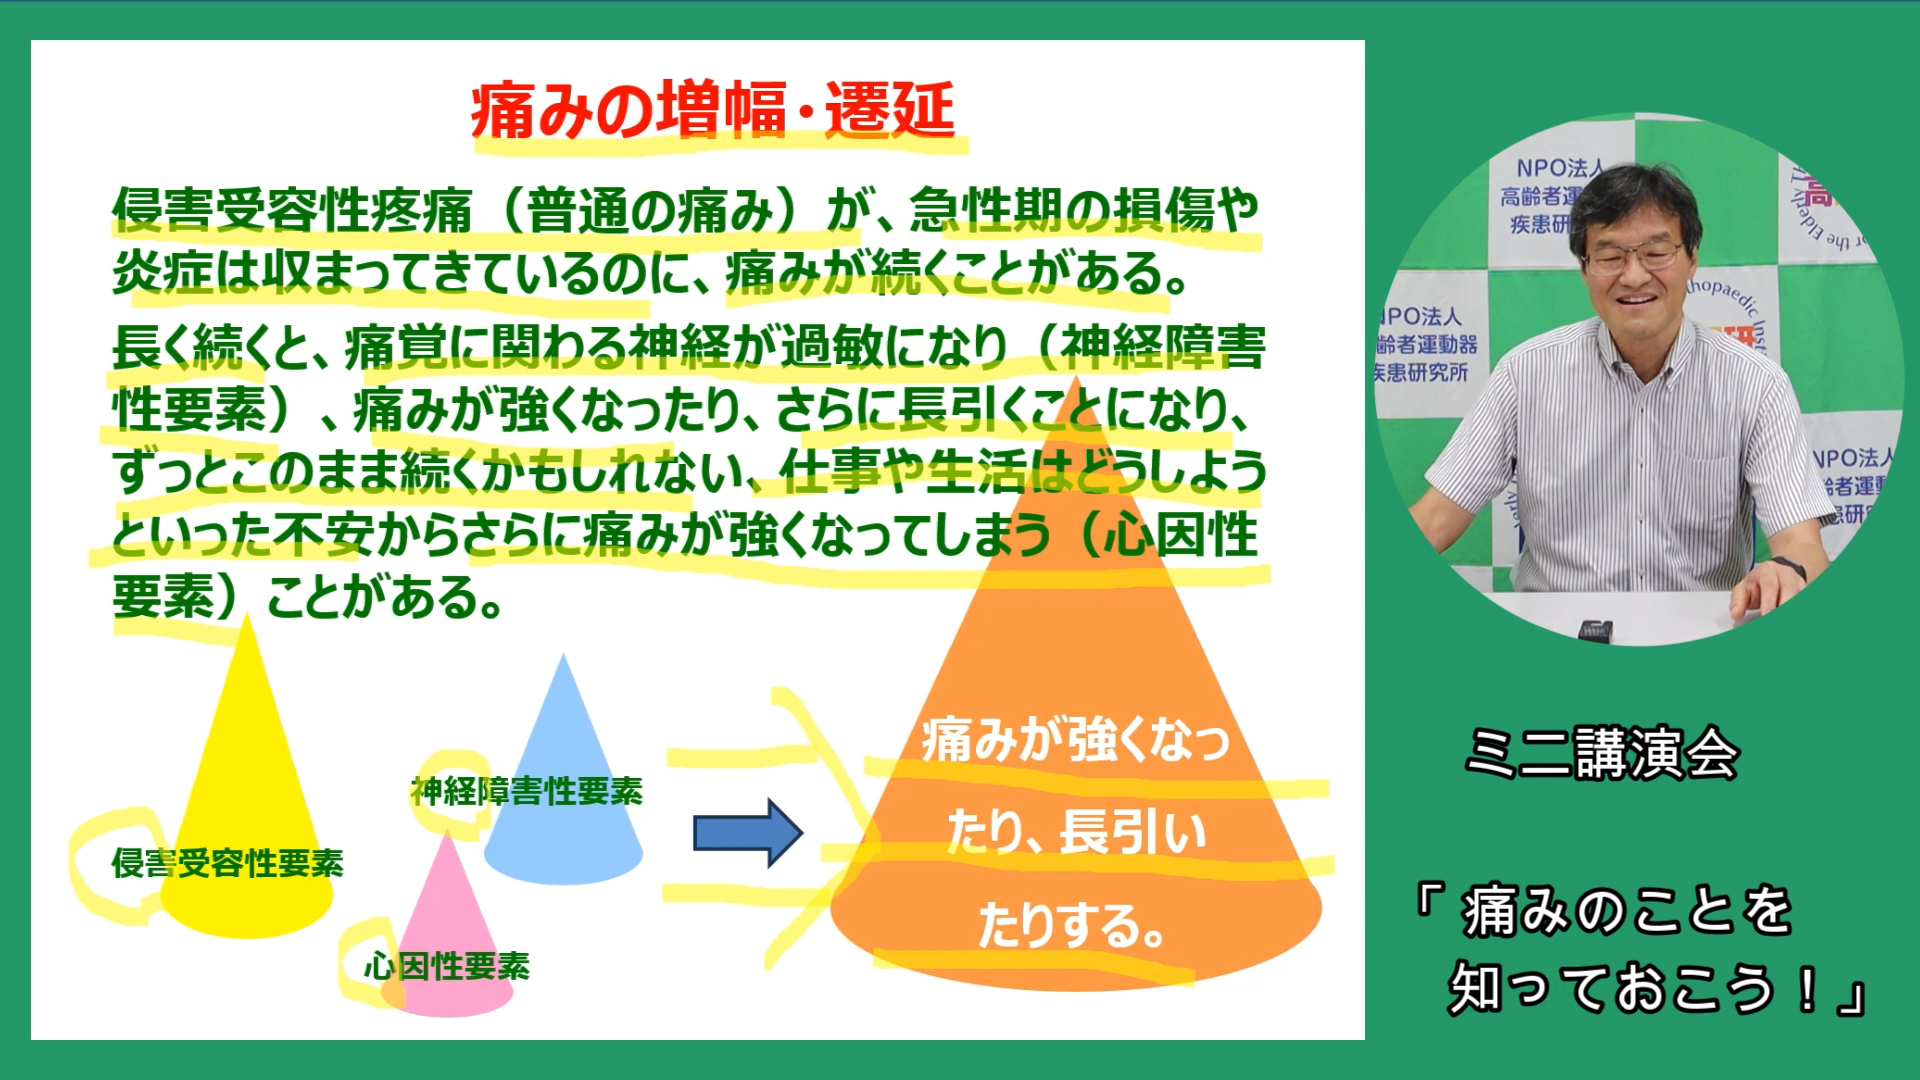 痛みの増幅・遷延
侵害受容性疼痛（普通の痛み）が、急性期の損傷や
炎症は収まってきているのに、痛みが続くことがある。
長く続くと、痛覚に関わる神経が過敏になり（神経障害
性要素）、痛みが強くなったり、さらに長引くことになり、
ずっとこのまま続くかもしれない、仕事や生活はどうしよう
といった不安からさらに痛みが強くなってしまう（心因性
要素）ことがある。
神経障害性要素
侵害受容性要素
心因性要素
痛みが強くなっ
たり、長引い
たりする。
NPO法人
高齢者運
疾患研
for the Elderly
高
NPO法人
齢者運動器
疾患研究所
thopaedic Inst
研
NPO法人
齢者運動
ミニ講演会
「痛みのことを
知っておこう！」